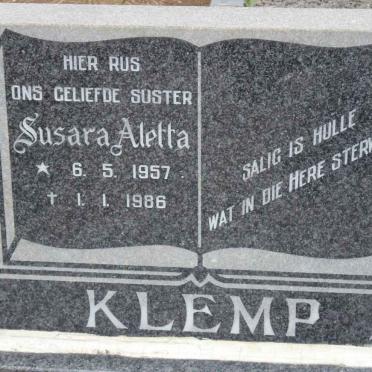 HIER RUS
ONS GELIEFDE SUSTER
Susara Aletta
* 6. 5. 1957
† 1. 1. 1986
SALIG IS HULLE
WAT IN DIE HERE STERW
KLEMP